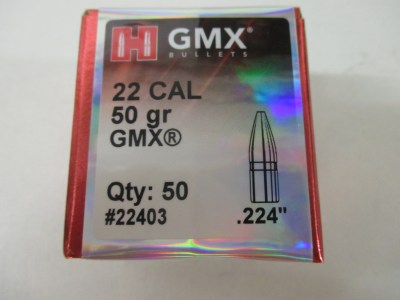 H GMX®
BULLETS
22 CAL
50 gr
GMX®
Qty: 50
#22403 .224"